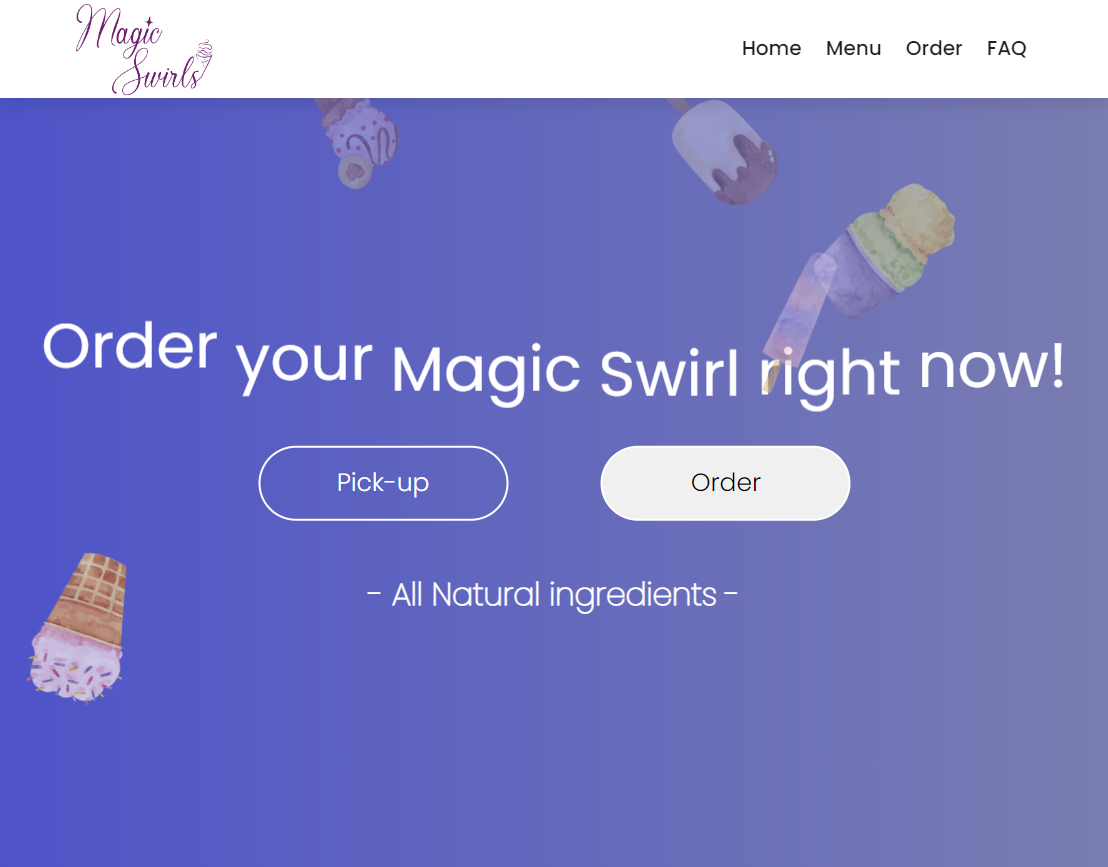 Magic
Swirls
Home Menu Order FAQ
Order your Magic Swirl right now!
Pick-up Order
- All Natural ingredients -